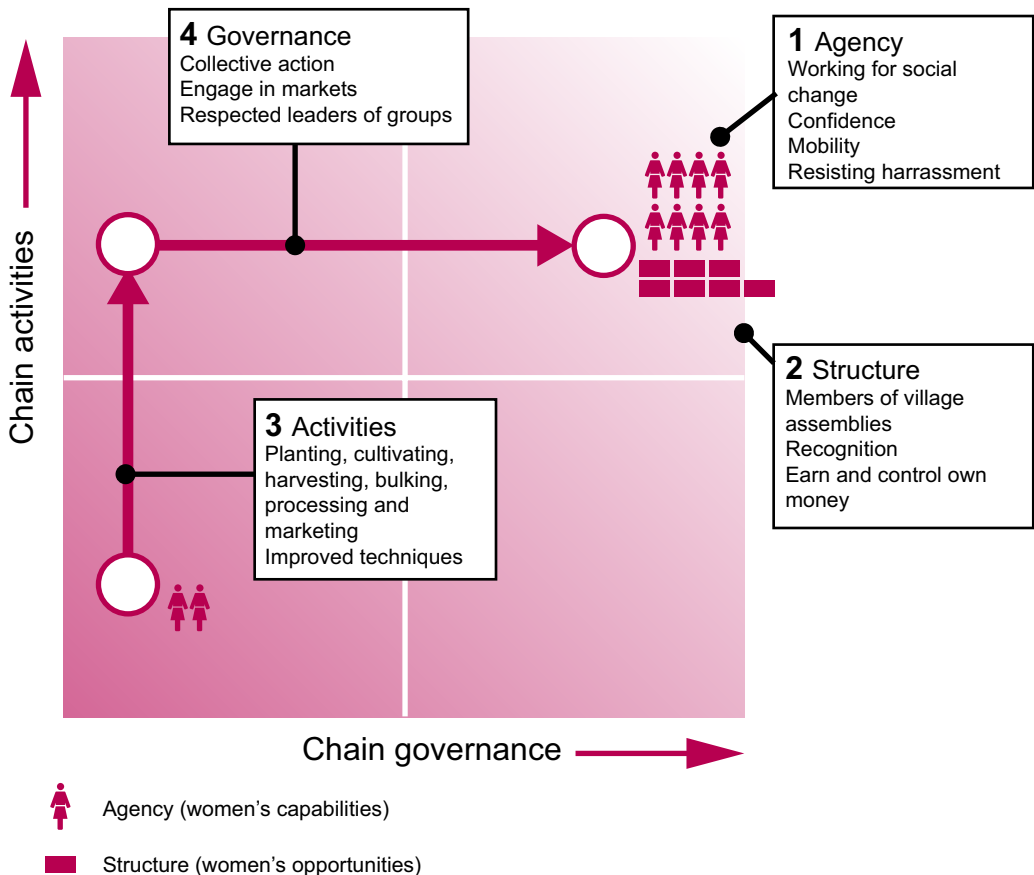 4 Governance
Collective action
Engage in markets
Respected leaders of groups
1 Agency
Working for social
change
Confidence
Mobility
Resisting harrassment
Chain activities
3 Activities
Planting, cultivating,
harvesting, bulking,
processing and
marketing
Improved techniques
2 Structure
Members of village
assemblies
Recognition
Earn and control own
money
Chain governance
Agency (women’s capabilities)
Structure (women’s opportunities)